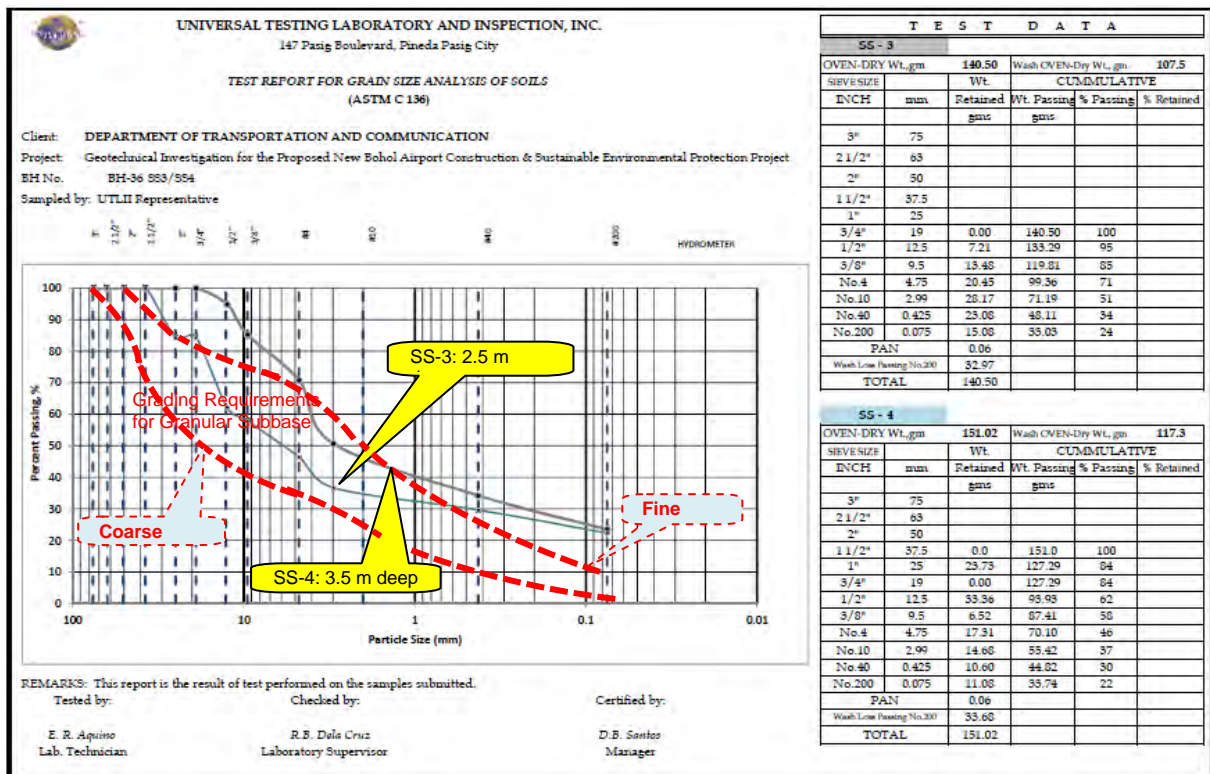 UNIVERSAL TESTING LABORATORY AND INSPECTION, INC.
147 Pasig Boulevard, Pineda Pasig City
TEST REPORT FOR GRAIN SIZE ANALYSIS OF SOILS
(ASTM C 136)
Client: DEPARTMENT OF TRANSPORTATION AND COMMUNICATION
Project: Geotechnical Investigation for the Proposed New Bohol Airport Construction & Sustainable Environmental Protection Project
BH No. BH-36 SS3/SS4
Sampled by: UTLII Representative
3" 2 1/2" 2" 1 1/2" 1" 3/4" 1/2" 3/8" #4 #10 #40 #200 HYDROMETER
100
90
80
70
60
50
40
30
20
10
0
Percent Passing, %
SS-3: 2.5 m
Grading Requirements
for Granular Subbase
Coarse
Fine
SS-4: 3.5 m deep
100 10 1 0.1 0.01
Particle Size (mm)
REMARKS: This report is the result of test performed on the samples submitted.
Tested by: Checked by: Certified by:
E. R. Aquino R.B. Dela Cruz D.B. Santos
Lab. Technician Laboratory Supervisor Manager
T E S T D A T A
SS - 3
OVEN-DRY Wt.,gm 140.50 Wash OVEN-Dry Wt., gm 107.5
SIEVE SIZE Wt. CUMMULATIVE
INCH mm Retained Wt. Passing % Passing % Retained
gms gms
3" 75
2 1/2" 63
2" 50
1 1/2" 37.5
1" 25
3/4" 19 0.00 140.50 100
1/2" 12.5 7.21 133.29 95
3/8" 9.5 13.48 119.81 85
No.4 4.75 20.45 99.36 71
No.10 2.99 28.17 71.19 51
No.40 0.425 23.08 48.11 34
No.200 0.075 15.08 33.03 24
PAN 0.06
Wash Loss Passing No.200 32.97
TOTAL 140.50
SS - 4
OVEN-DRY Wt.,gm 151.02 Wash OVEN-Dry Wt., gm 117.3
SIEVE SIZE Wt. CUMMULATIVE
INCH mm Retained Wt. Passing % Passing % Retained
gms gms
3" 75
2 1/2" 63
2" 50
1 1/2" 37.5 0.0 151.0 100
1" 25 23.73 127.29 84
3/4" 19 0.00 127.29 84
1/2" 12.5 33.36 93.93 62
3/8" 9.5 6.52 87.41 58
No.4 4.75 17.31 70.10 46
No.10 2.99 14.68 55.42 37
No.40 0.425 10.60 44.82 30
No.200 0.075 11.08 33.74 22
PAN 0.06
Wash Loss Passing No.200 33.68
TOTAL 151.02